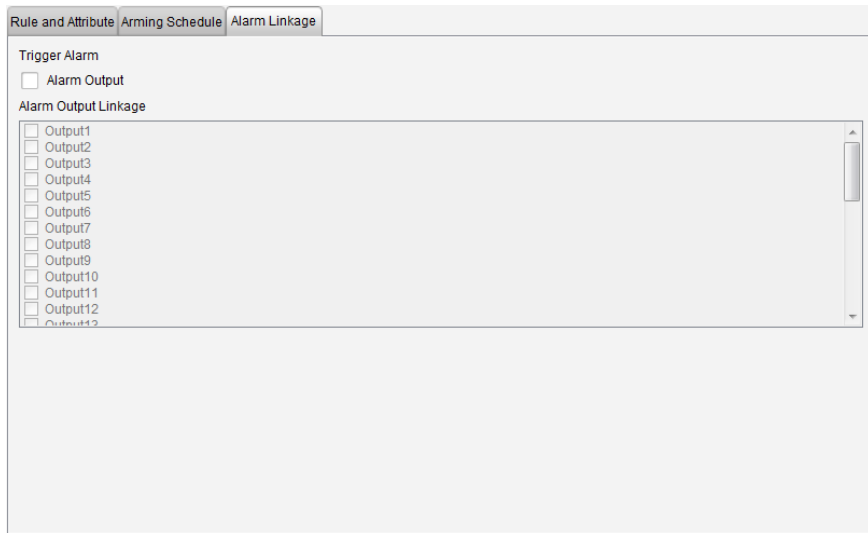 Rule and Attribute Arming Schedule Alarm Linkage
Trigger Alarm
Alarm Output
Alarm Output Linkage
Output1
Output2
Output3
Output4
Output5
Output6
Output7
Output8
Output9
Output10
Output11
Output12
Output13